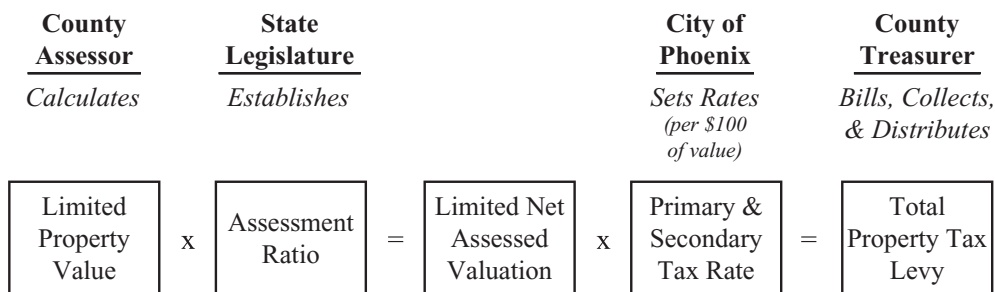 County
Assessor
Calculates
State
Legislature
Establishes
City of
Phoenix
Sets Rates
(per $100
of value)
County
Treasurer
Bills, Collects,
& Distributes
Limited
Property
Value
x
Assessment
Ratio
=
Limited Net
Assessed
Valuation
x
Primary &
Secondary
Tax Rate
=
Total
Property Tax
Levy